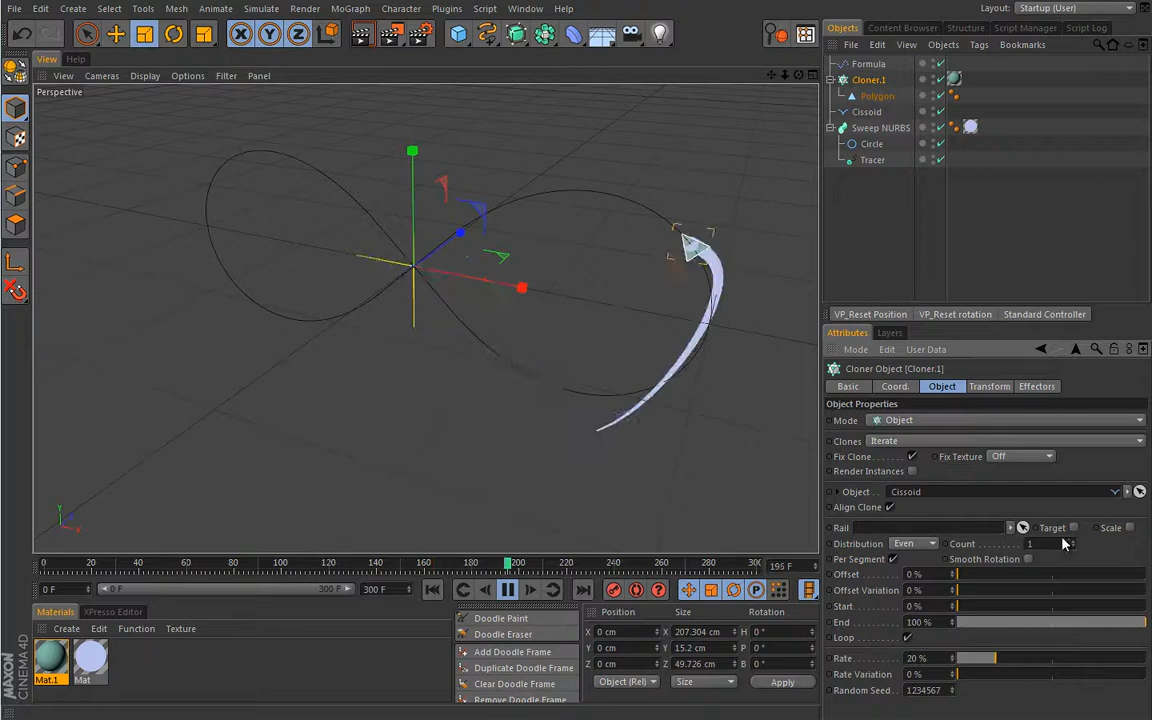 File Edit Create Select Tools Mesh Animate Simulate Render MoGraph Character Plugins Script Window Help Layout: Startup (User)
X Y Z
View Help
View Cameras Display Options Filter Panel
Perspective
Y X
Objects Content Browser Structure Script Manager Script Log
File Edit View Objects Tags Bookmarks
Formula
Cloner.1
Polygon
Cissoid
Sweep NURBS
Circle
Tracer
VP_Reset Position VP_Reset rotation Standard Controller
Attributes Layers
Mode Edit User Data
Cloner Object [Cloner.1]
Basic Coord. Object Transform Effectors
Object Properties
Mode Object
Clones Iterate
Fix Clone Fix Texture Off
Render Instances
Object Cissoid
Align Clone
Rail Target Scale
Distribution Even Count 1
Per Segment Smooth Rotation
Offset 0 %
Offset Variation 0 %
Start 0 %
End 100 %
Loop
Rate 20 %
Rate Variation 0 %
Random Seed 1234567
0 20 40 60 80 100 120 140 160 180 200 220 240 260 280 300 195 F
0 F 0 F 300 F 300 F
Materials XPresso Editor
Create Edit Function Texture
Mat.1 Mat
MAXON
CINEMA 4D
Doodle Paint
Doodle Eraser
Add Doodle Frame
Duplicate Doodle Frame
Clear Doodle Frame
Remove Doodle Frame
Position Size Rotation
X 0 cm X 207.304 cm H 0 °
Y 0 cm Y 15.2 cm P 0 °
Z 0 cm Z 49.726 cm B 0 °
Object (Rel) Size Apply